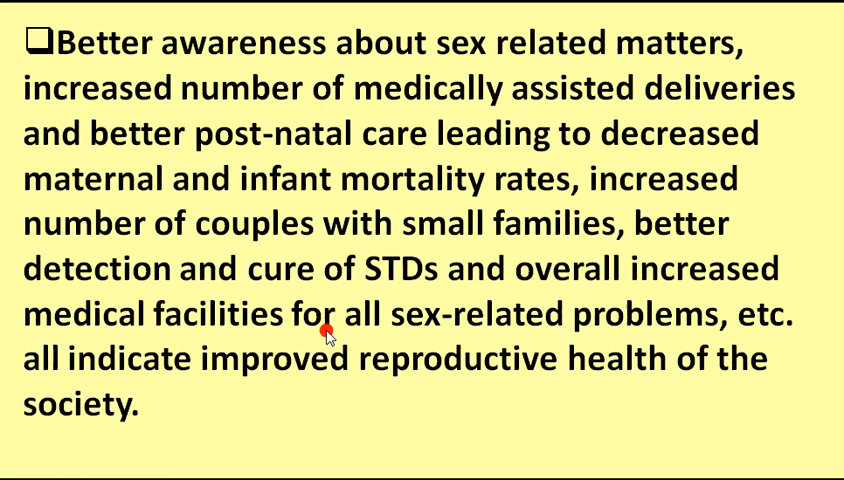 ❑Better awareness about sex related matters,
increased number of medically assisted deliveries
and better post-natal care leading to decreased
maternal and infant mortality rates, increased
number of couples with small families, better
detection and cure of STDs and overall increased
medical facilities for all sex-related problems, etc.
all indicate improved reproductive health of the
society.